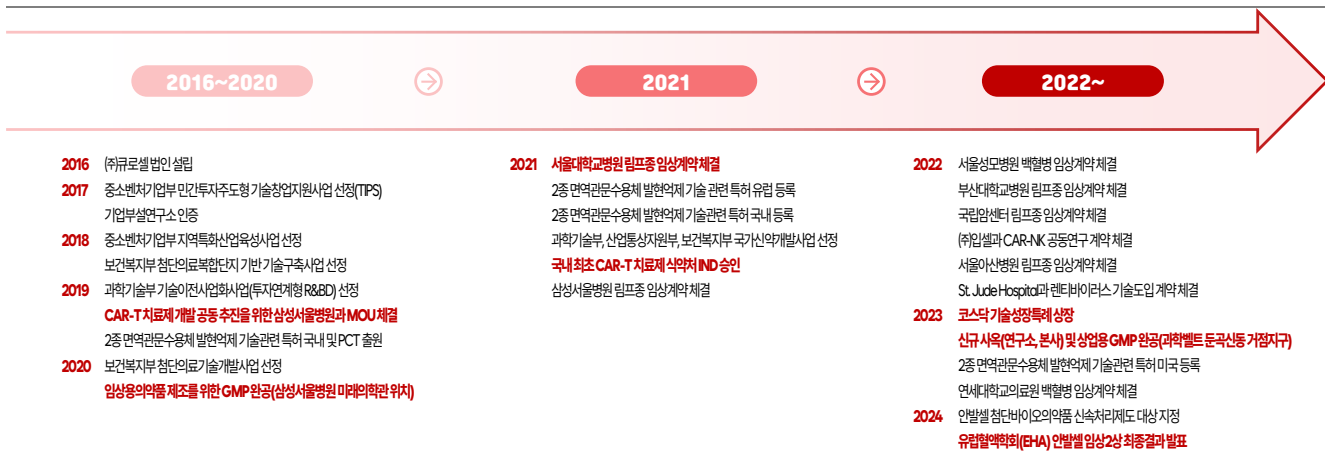 2016~2020
2016 (주)큐로셀 법인 설립
2017 중소벤처기업부 민간투자주도형 기술창업지원사업 선정(TIPS)
기업부설연구소 인증
2018 중소벤처기업부 지역특화산업육성사업 선정
보건복지부 첨단의료복합단지 기반 기술구축사업 선정
2019 과학기술부 기술이전사업화사업(투자연계형 R&BD) 선정
CAR-T 치료제 개발 공동 추진을 위한 삼성서울병원과 MOU 체결
2종 면역관문수용체 발현억제 기술관련 특허 국내 및 PCT 출원
2020 보건복지부 첨단의료기술개발사업 선정
임상용의약품 제조를 위한 GMP 완공(삼성서울병원 미래의학관 위치)
2021
2021 서울대학교병원 림프종 임상계약 체결
2종 면역관문수용체 발현억제 기술 관련 특허 유럽 등록
2종 면역관문수용체 발현억제 기술관련 특허 국내 등록
과학기술부, 산업통상자원부, 보건복지부 국가신약개발사업 선정
국내 최초 CAR-T 치료제 식약처 IND 승인
삼성서울병원 림프종 임상계약 체결
2022~
2022 서울성모병원 백혈병 임상계약 체결
부산대학교병원 림프종 임상계약 체결
국립암센터 림프종 임상계약 체결
(주)입셀과 CAR-NK 공동연구 계약 체결
서울아산병원 림프종 임상계약 체결
St. Jude Hospital과 렌티바이러스 기술도입 계약 체결
2023 코스닥 기술성장특례 상장
신규 사옥(연구소, 본사) 및 상업용 GMP 완공(과학벨트 둔곡신동 거점지구)
2종 면역관문수용체 발현억제 기술관련 특허 미국 등록
연세대학교의료원 백혈병 임상계약 체결
2024 안발셀 첨단바이오의약품 신속처리제도 대상 지정
유럽혈액학회(EHA) 안발셀 임상2상 최종결과 발표